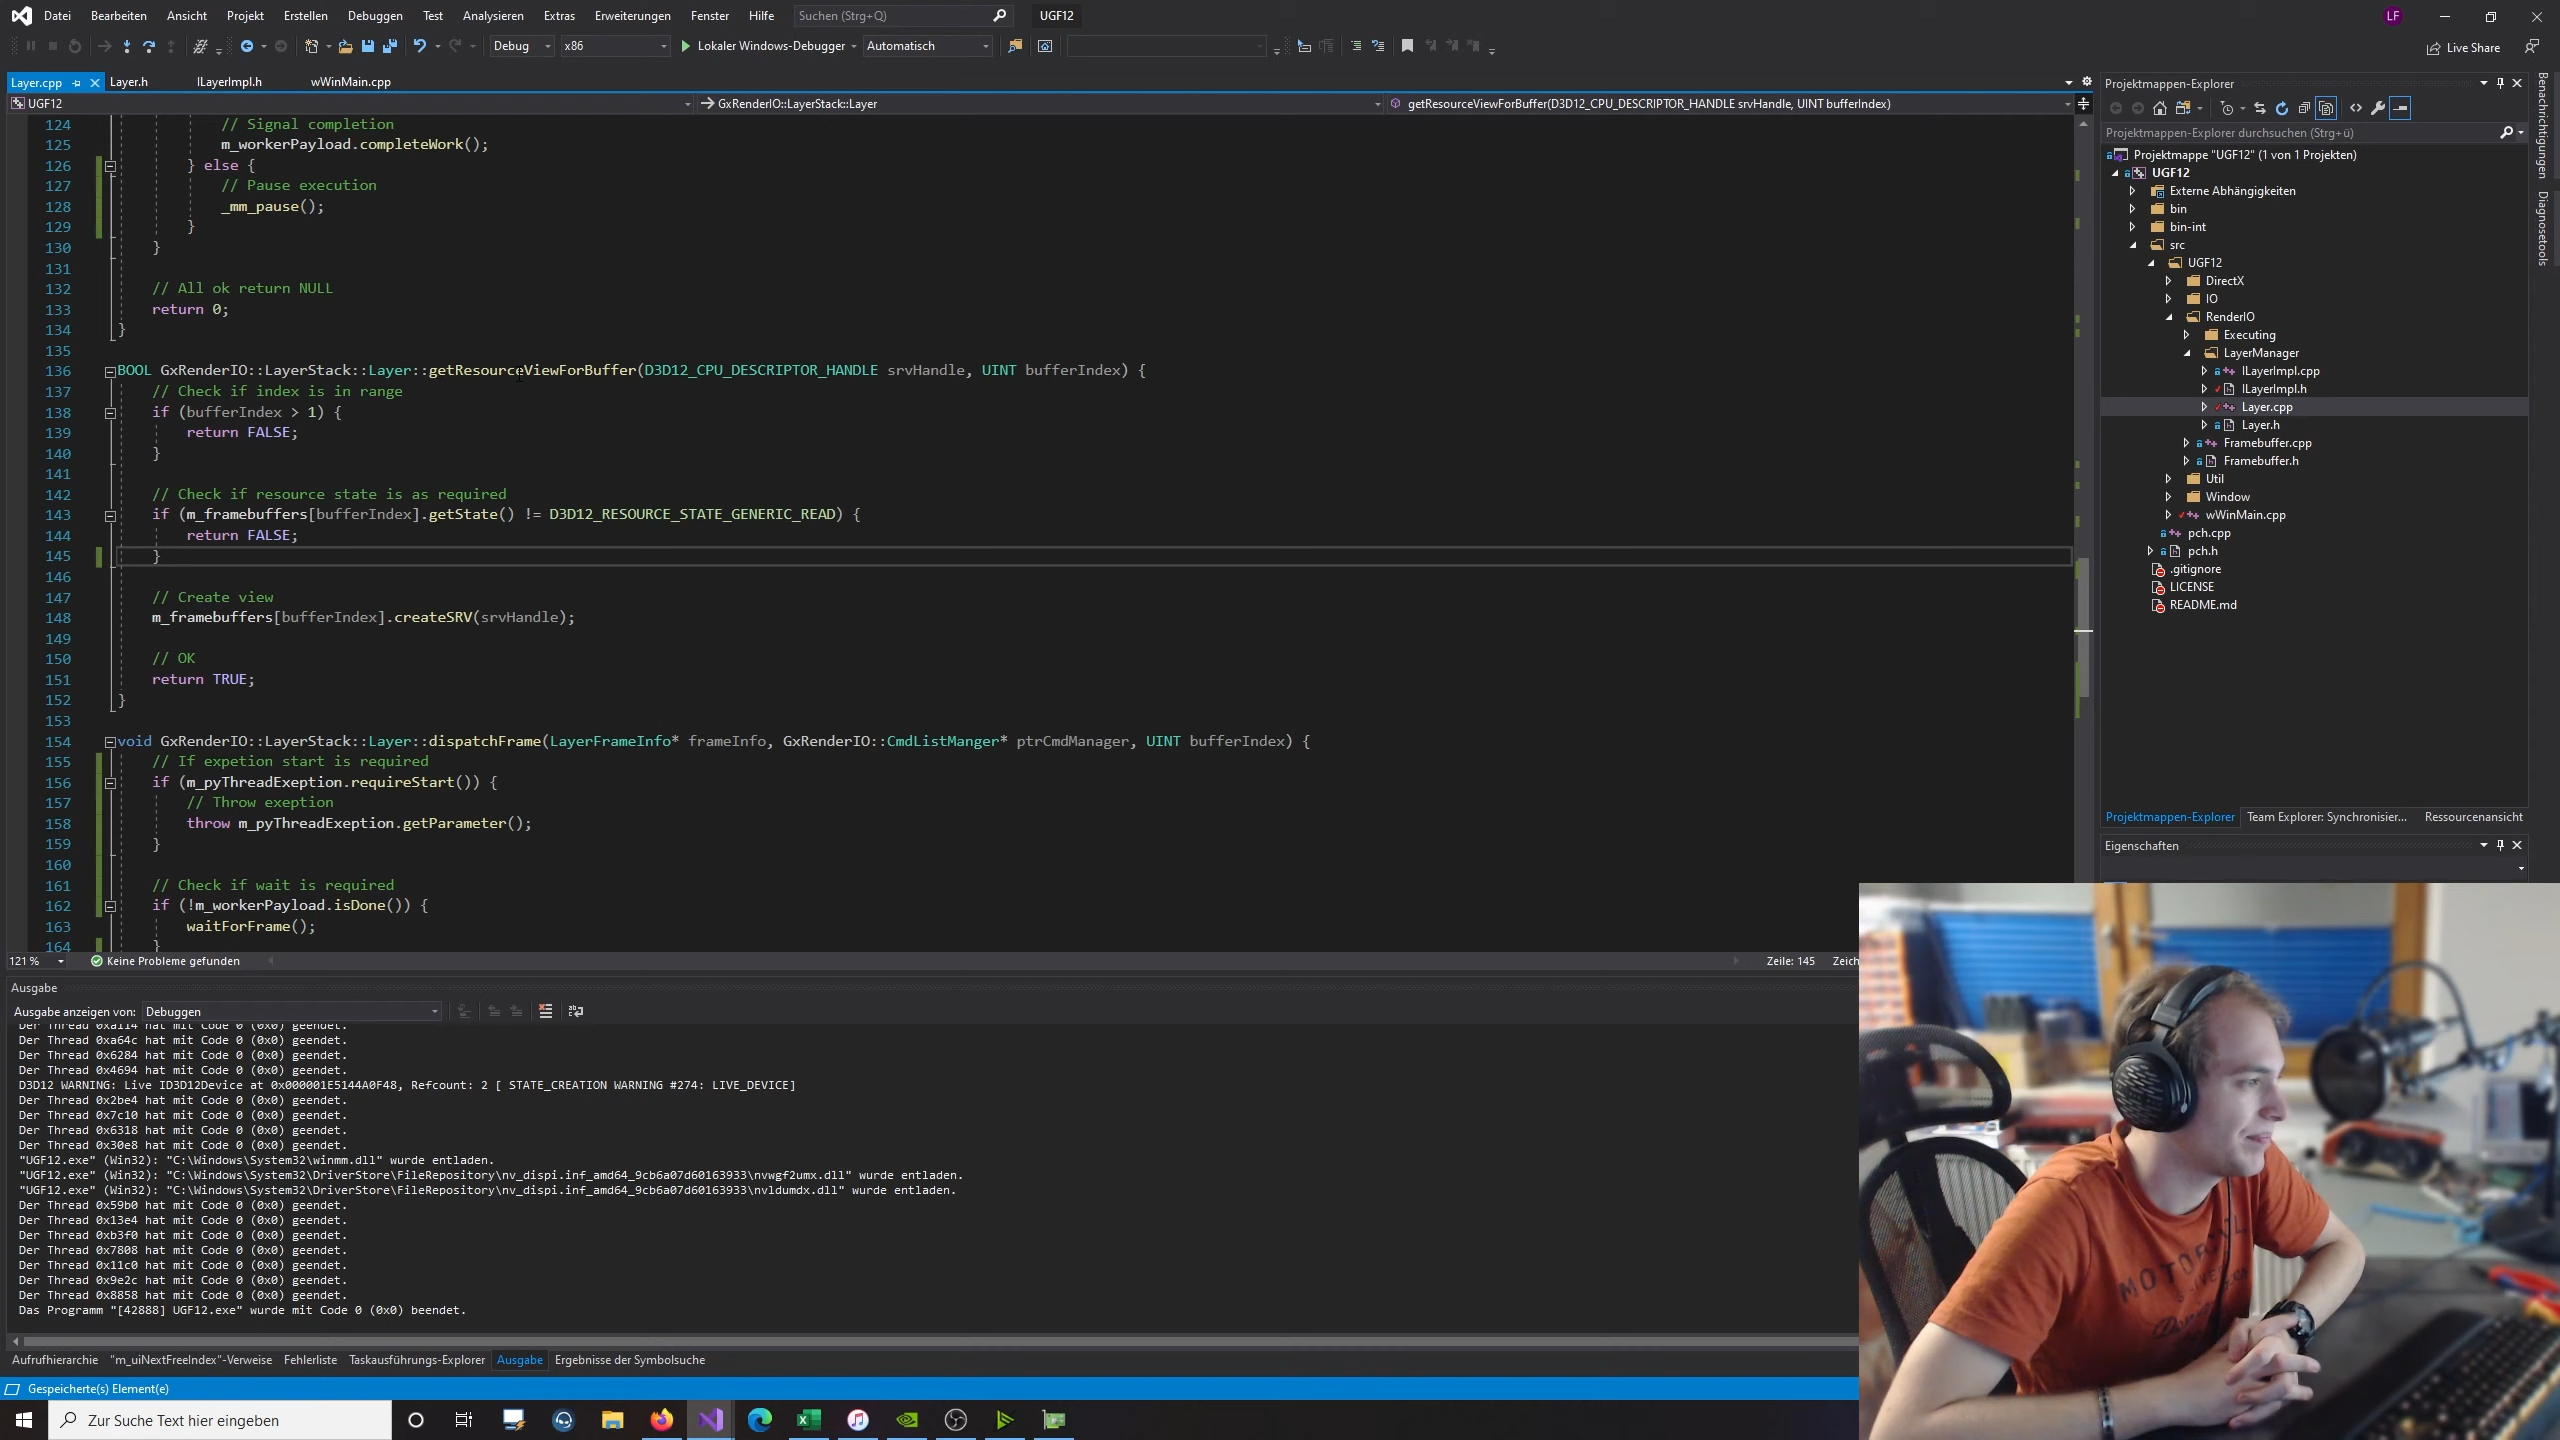 Datei Bearbeiten Ansicht Projekt Erstellen Debuggen Test Analysieren Extras Erweiterungen Fenster Hilfe Suchen (Strg+Q) UGF12 LF
Debug x86 Lokaler Windows-Debugger Automatisch Live Share
Layer.cpp Layer.h ILayerImpl.h wWinMain.cpp
UGF12 GxRenderIO::LayerStack::Layer getResourceViewForBuffer(D3D12_CPU_DESCRIPTOR_HANDLE srvHandle, UINT bufferIndex)
124 // Signal completion
125 m_workerPayload.completeWork();
126 } else {
127 // Pause execution
128 _mm_pause();
129 }
130 }
131
132 // All ok return NULL
133 return 0;
134 }
135
136 BOOL GxRenderIO::LayerStack::Layer::getResourceViewForBuffer(D3D12_CPU_DESCRIPTOR_HANDLE srvHandle, UINT bufferIndex) {
137 // Check if index is in range
138 if (bufferIndex > 1) {
139 return FALSE;
140 }
141
142 // Check if resource state is as required
143 if (m_framebuffers[bufferIndex].getState() != D3D12_RESOURCE_STATE_GENERIC_READ) {
144 return FALSE;
145 }
146
147 // Create view
148 m_framebuffers[bufferIndex].createSRV(srvHandle);
149
150 // OK
151 return TRUE;
152 }
153
154 void GxRenderIO::LayerStack::Layer::dispatchFrame(LayerFrameInfo* frameInfo, GxRenderIO::CmdListManger* ptrCmdManager, UINT bufferIndex) {
155 // If expetion start is required
156 if (m_pyThreadExeption.requireStart()) {
157 // Throw exeption
158 throw m_pyThreadExeption.getParameter();
159 }
160
161 // Check if wait is required
162 if (!m_workerPayload.isDone()) {
163 waitForFrame();
164 }
121 % Keine Probleme gefunden Zeile: 145 Zeich
Ausgabe
Ausgabe anzeigen von: Debuggen
Der Thread 0xa114 hat mit Code 0 (0x0) geendet.
Der Thread 0xa64c hat mit Code 0 (0x0) geendet.
Der Thread 0x6284 hat mit Code 0 (0x0) geendet.
Der Thread 0x4694 hat mit Code 0 (0x0) geendet.
D3D12 WARNING: Live ID3D12Device at 0x000001E5144A0F48, Refcount: 2 [ STATE_CREATION WARNING #274: LIVE_DEVICE]
Der Thread 0x2be4 hat mit Code 0 (0x0) geendet.
Der Thread 0x7c10 hat mit Code 0 (0x0) geendet.
Der Thread 0x6318 hat mit Code 0 (0x0) geendet.
Der Thread 0x30e8 hat mit Code 0 (0x0) geendet.
"UGF12.exe" (Win32): "C:\Windows\System32\winmm.dll" wurde entladen.
"UGF12.exe" (Win32): "C:\Windows\System32\DriverStore\FileRepository\nv_dispi.inf_amd64_9cb6a07d60163933\nvwgf2umx.dll" wurde entladen.
"UGF12.exe" (Win32): "C:\Windows\System32\DriverStore\FileRepository\nv_dispi.inf_amd64_9cb6a07d60163933\nvldumdx.dll" wurde entladen.
Der Thread 0x59b0 hat mit Code 0 (0x0) geendet.
Der Thread 0x13e4 hat mit Code 0 (0x0) geendet.
Der Thread 0xb3f0 hat mit Code 0 (0x0) geendet.
Der Thread 0x7808 hat mit Code 0 (0x0) geendet.
Der Thread 0x11c0 hat mit Code 0 (0x0) geendet.
Der Thread 0x9e2c hat mit Code 0 (0x0) geendet.
Der Thread 0x8858 hat mit Code 0 (0x0) geendet.
Das Programm "[42888] UGF12.exe" wurde mit Code 0 (0x0) beendet.
Aufrufhierarchie "m_uiNextFreeIndex"-Verweise Fehlerliste Taskausführungs-Explorer Ausgabe Ergebnisse der Symbolsuche
Gespeicherte(s) Element(e)
Zur Suche Text hier eingeben
Projektmappen-Explorer
Projektmappen-Explorer durchsuchen (Strg+ü)
Projektmappe "UGF12" (1 von 1 Projekten)
UGF12
Externe Abhängigkeiten
bin
bin-int
src
UGF12
DirectX
IO
RenderIO
Executing
LayerManager
ILayerImpl.cpp
ILayerImpl.h
Layer.cpp
Layer.h
Framebuffer.cpp
Framebuffer.h
Util
Window
wWinMain.cpp
pch.cpp
pch.h
.gitignore
LICENSE
README.md
Projektmappen-Explorer Team Explorer: Synchronisier... Ressourcenansicht
Eigenschaften
Benachrichtigungen
Diagnosetools